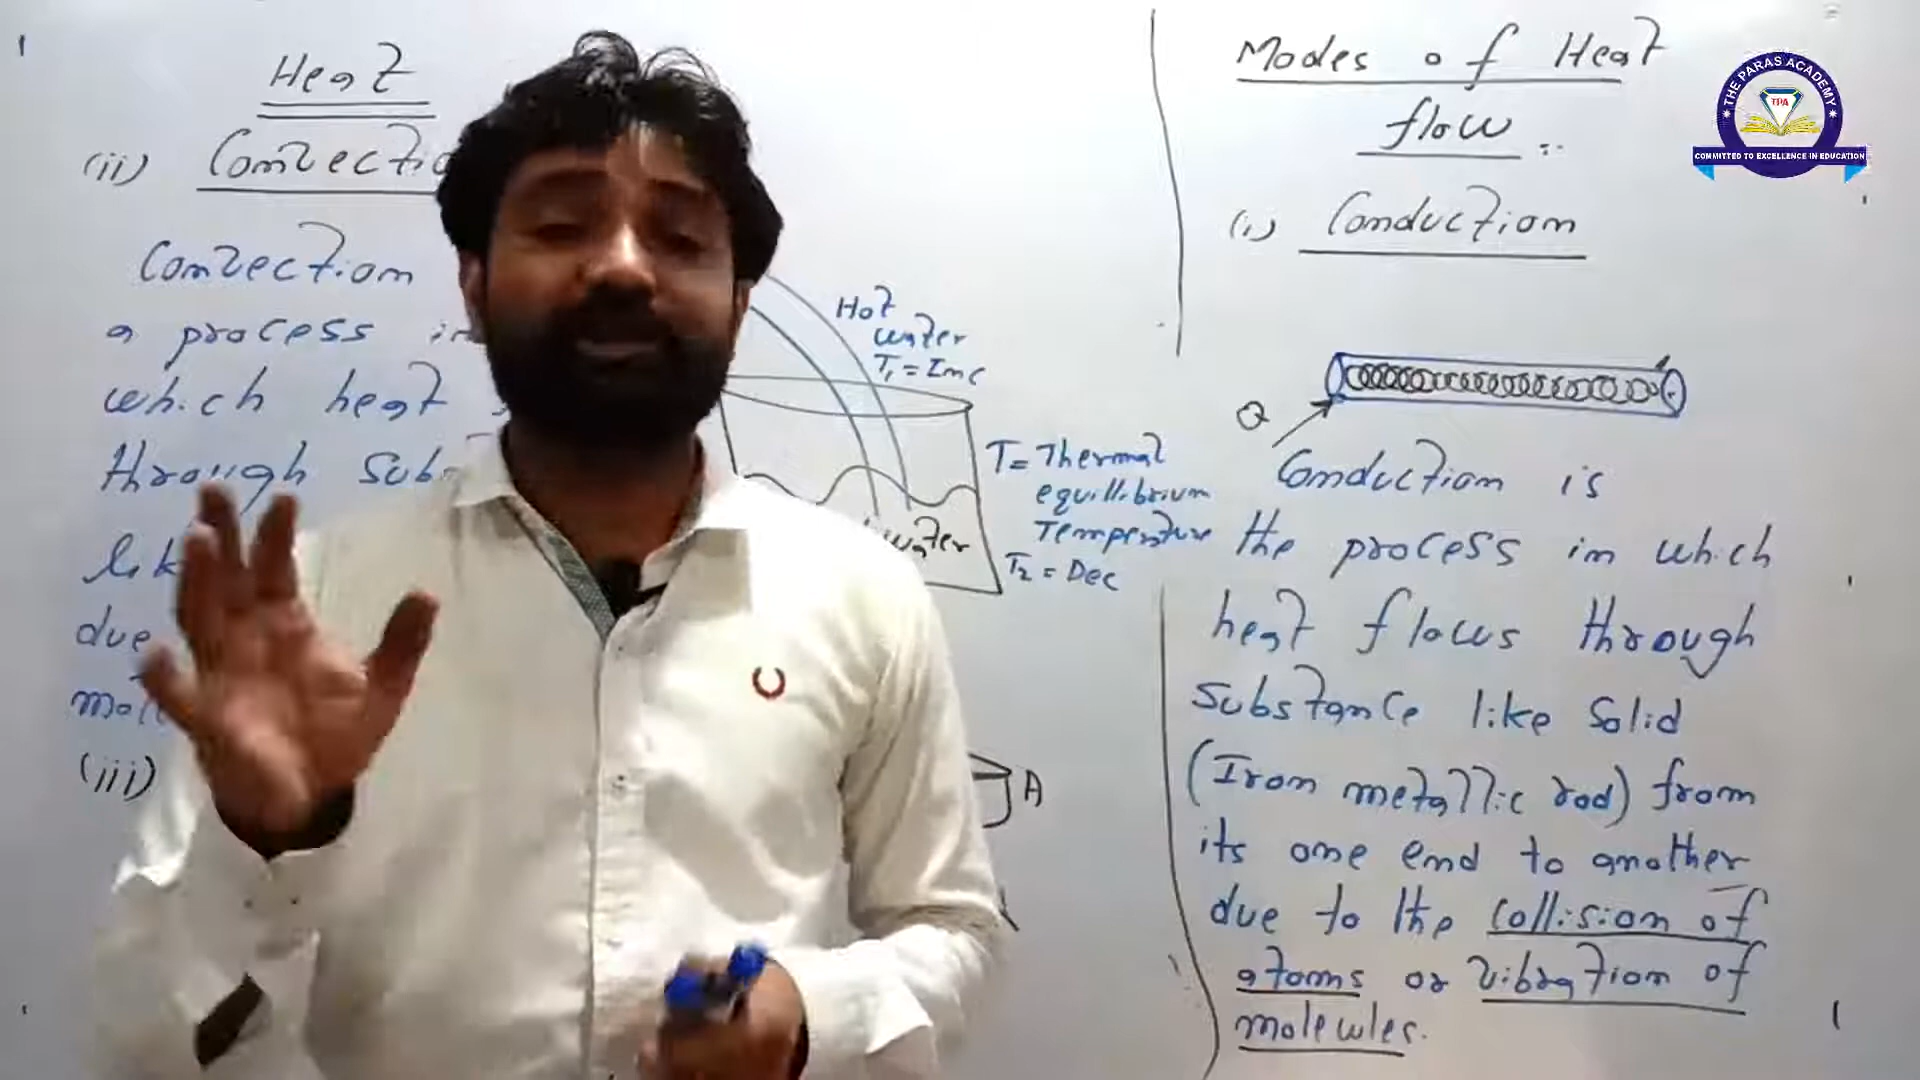 Heat
(ii) Convectio
Convection
a process in
which heat
through Subs
lik
due
mole
(iii)
Hot
water
T₁ = Inc
water
T = Thermal
equillibrium
Temperature
T₂ = Dec
A
Modes of Heat
flow :-
(i) Conduction
Q
Conduction is
the process in which
heat flows through
Substance like Solid
(Iron metallic rod) from
its one end to another
due to the collision of
atoms or vibration of
molecules.
THE PARAS ACADEMY
TPA
COMMITTED TO EXCELLENCE IN EDUCATION